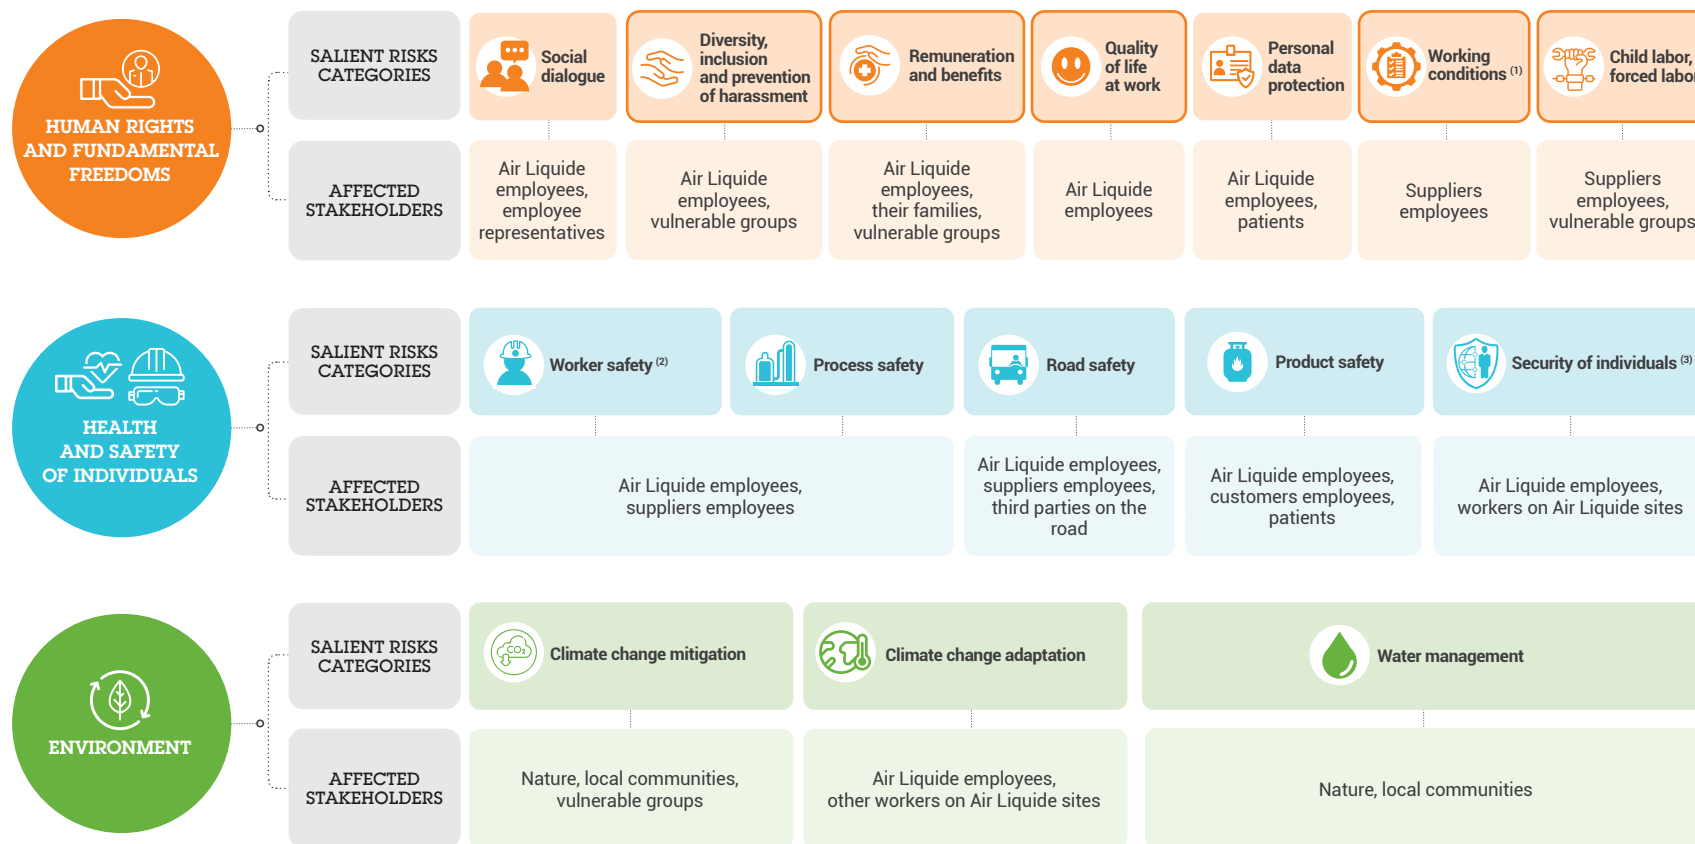 HUMAN RIGHTS
AND FUNDAMENTAL
FREEDOMS
SALIENT RISKS
CATEGORIES
Social
dialogue
Diversity,
inclusion
and prevention
of harassment
Remuneration
and benefits
Quality
of life
at work
Personal
data
protection
Working
conditions (1)
Child labor,
forced labor
AFFECTED
STAKEHOLDERS
Air Liquide
employees,
employee
representatives
Air Liquide
employees,
vulnerable groups
Air Liquide
employees,
their families,
vulnerable groups
Air Liquide
employees
Air Liquide
employees,
patients
Suppliers
employees
Suppliers
employees,
vulnerable groups
HEALTH
AND SAFETY
OF INDIVIDUALS
SALIENT RISKS
CATEGORIES
Worker safety (2)
Process safety
Road safety
Product safety
Security of individuals (3)
AFFECTED
STAKEHOLDERS
Air Liquide employees,
suppliers employees
Air Liquide employees,
suppliers employees,
third parties on the
road
Air Liquide employees,
customers employees,
patients
Air Liquide employees,
workers on Air Liquide sites
ENVIRONMENT
SALIENT RISKS
CATEGORIES
CO2
Climate change mitigation
Climate change adaptation
Water management
AFFECTED
STAKEHOLDERS
Nature, local communities,
vulnerable groups
Air Liquide employees,
other workers on Air Liquide sites
Nature, local communities